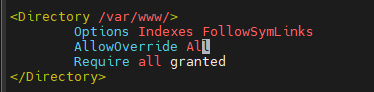 <Directory /var/www/>
Options Indexes FollowSymLinks
AllowOverride All
Require all granted
</Directory>